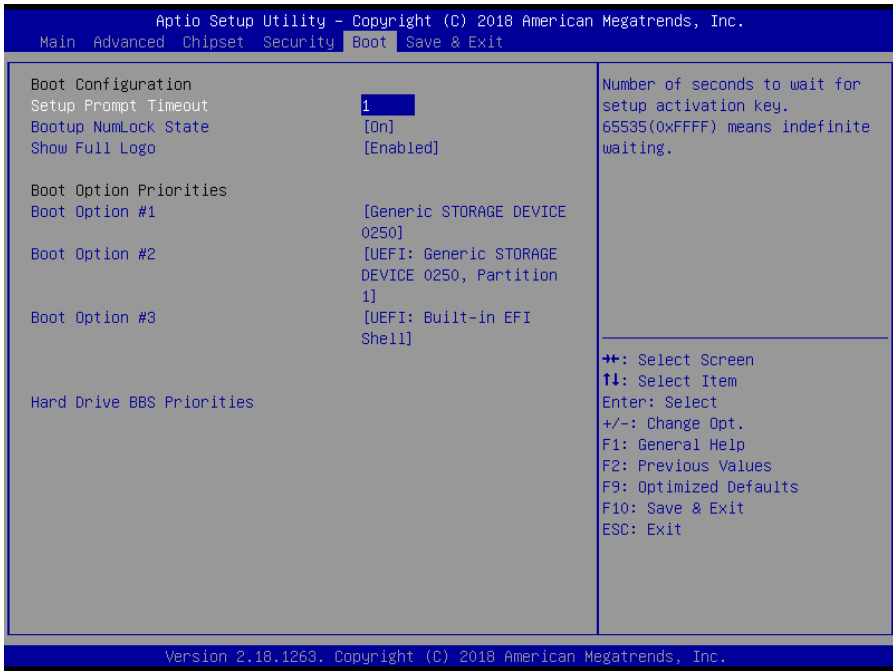 Aptio Setup Utility – Copyright (C) 2018 American Megatrends, Inc.
Main Advanced Chipset Security Boot Save & Exit
Boot Configuration
Setup Prompt Timeout 1
Bootup NumLock State [On]
Show Full Logo [Enabled]
Boot Option Priorities
Boot Option #1 [Generic STORAGE DEVICE
0250]
Boot Option #2 [UEFI: Generic STORAGE
DEVICE 0250, Partition
1]
Boot Option #3 [UEFI: Built-in EFI
Shell]
Hard Drive BBS Priorities
Number of seconds to wait for
setup activation key.
65535(0xFFFF) means indefinite
waiting.
→←: Select Screen
↑↓: Select Item
Enter: Select
+/-: Change Opt.
F1: General Help
F2: Previous Values
F9: Optimized Defaults
F10: Save & Exit
ESC: Exit
Version 2.18.1263. Copyright (C) 2018 American Megatrends, Inc.